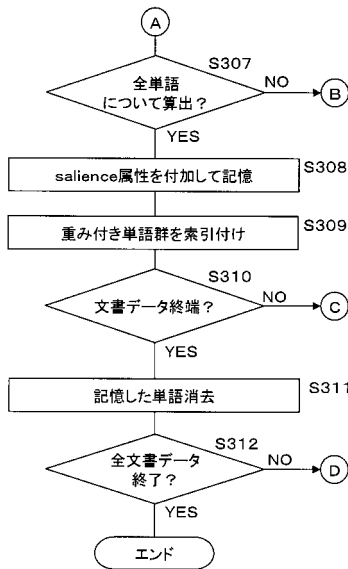 A
S307
全単語
について算出？
NO
B
YES
salience属性を付加して記憶
S308
重み付き単語群を索引付け
S309
S310
文書データ終端？
NO
C
YES
記憶した単語消去
S311
S312
全文書データ
終了？
NO
D
YES
エンド